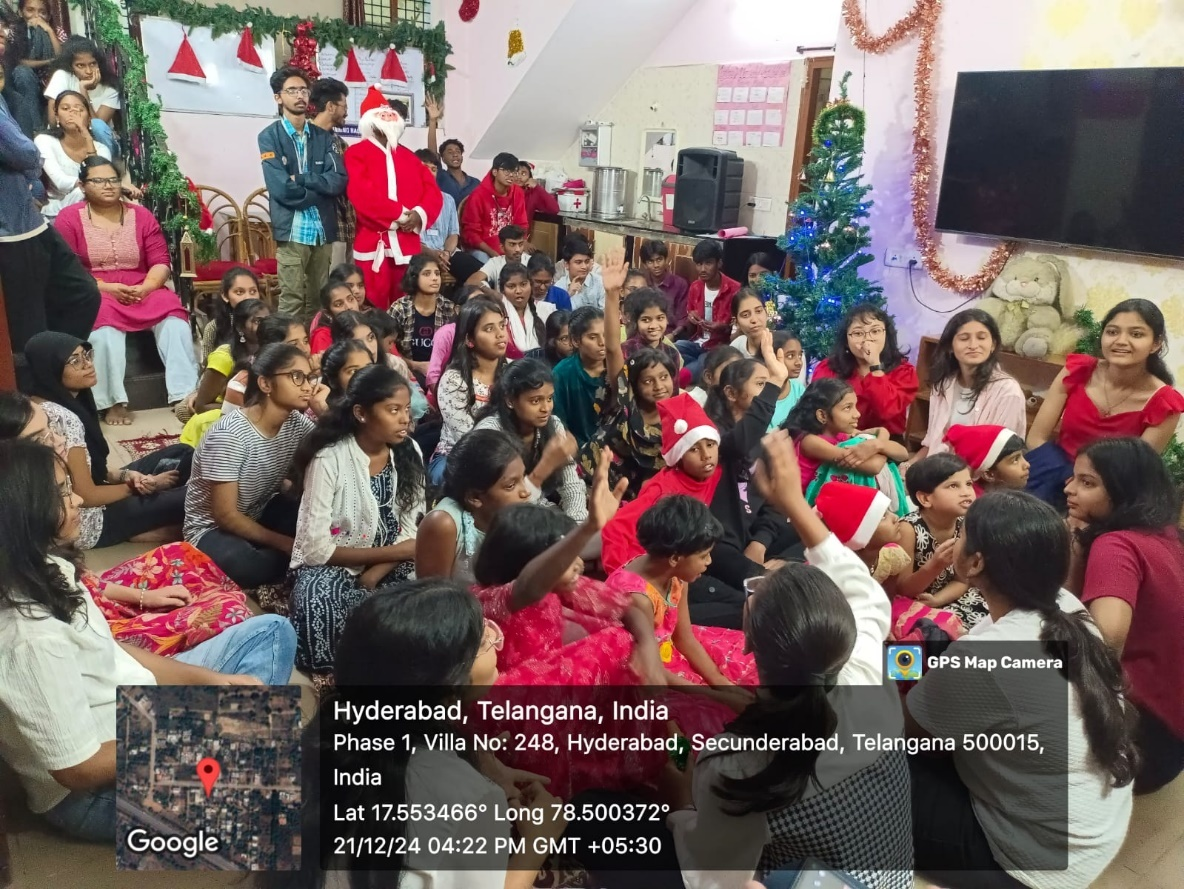 GUCCI
GPS Map Camera
Hyderabad, Telangana, India
Phase 1, Villa No: 248, Hyderabad, Secunderabad, Telangana 500015,
India
Lat 17.553466° Long 78.500372°
21/12/24 04:22 PM GMT +05:30
Google